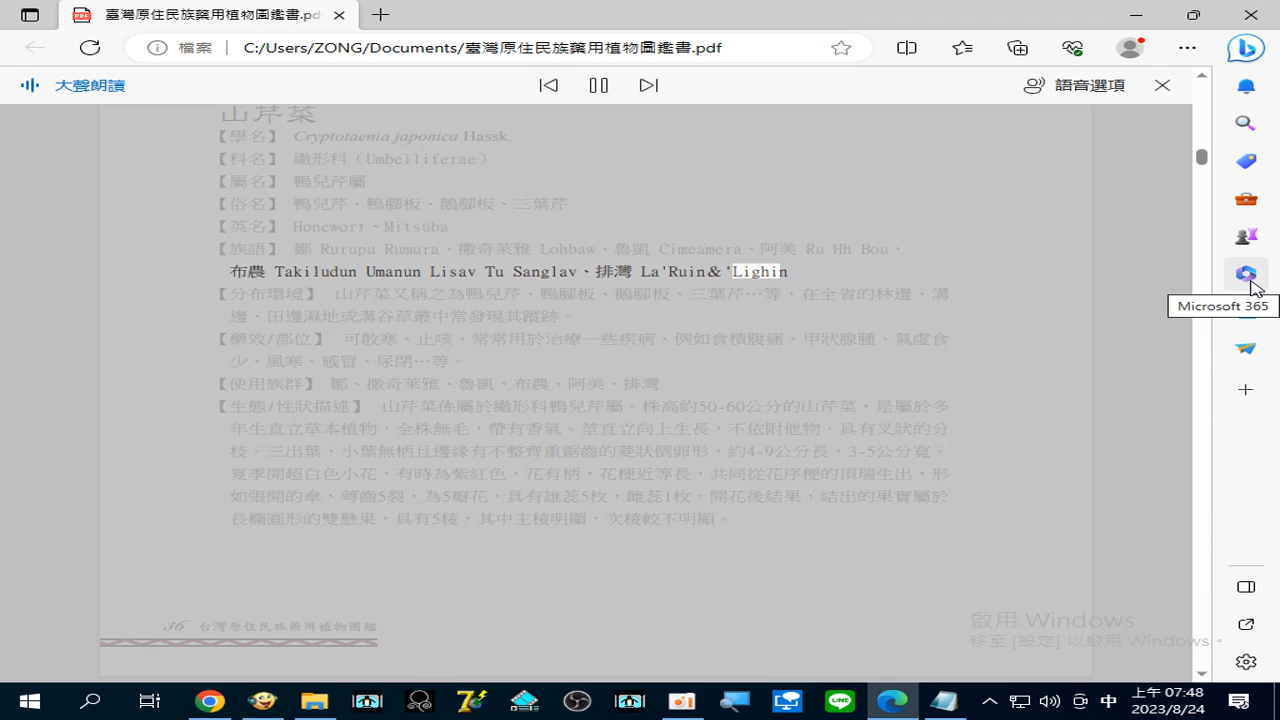 臺灣原住民族藥用植物圖鑑書.pdf
檔案
C:/Users/ZONG/Documents/臺灣原住民族藥用植物圖鑑書.pdf
大聲朗讀
語音選項
山芹菜
【學名】 Cryptotaenia japonica Hassk.
【科名】 繖形科（Umbelliferae）
【屬名】 鴨兒芹屬
【俗名】 鴨兒芹、鴨腳板、鵝腳板、三葉芹
【英名】 Honewort、Mitsuba
【族語】 鄒 Rurupu Rumura、撒奇萊雅 Lohbaw、魯凱 Cimeamera、阿美 Ru Hh Bou、
布農 Takiludun Umanun Lisav Tu Sanglav、排灣 La'Ruin＆'Lighin
【分布環境】 山芹菜又稱之為鴨兒芹、鴨腳板、鵝腳板、三葉芹…等，在全省的林邊、溝
邊、田邊濕地或溝谷草叢中常發現其蹤跡。
【藥效/部位】 可散寒、止咳，常常用於治療一些疾病，例如食積腹痛、甲狀腺腫、氣虛食
少、風寒、感冒、尿閉…等。
【使用族群】 鄒、撒奇萊雅、魯凱、布農、阿美、排灣
【生態/性狀描述】 山芹菜係屬於繖形科鴨兒芹屬。株高約50-60公分的山芹菜，是屬於多
年生直立草本植物，全株無毛，帶有香氣。莖直立向上生長，不依附他物，具有叉狀的分
枝。三出葉，小葉無柄且邊緣有不整齊重鋸齒的菱狀倒卵形，約4-9公分長，3-5公分寬。
夏季開超白色小花，有時為紫紅色，花有柄，花梗近等長，共同從花序梗的頂瑞生出，形
如張開的傘，萼齒5裂，為5瓣花，具有雄蕊5枚，雌蕊1枚。開花後結果，結出的果實屬於
長橢圓形的雙懸果，具有5稜，其中主稜明顯，次稜較不明顯。
36 台灣原住民族藥用植物圖鑑
Microsoft 365
啟用 Windows
移至 [設定] 以啟用 Windows。
中
上午 07:48
2023/8/24